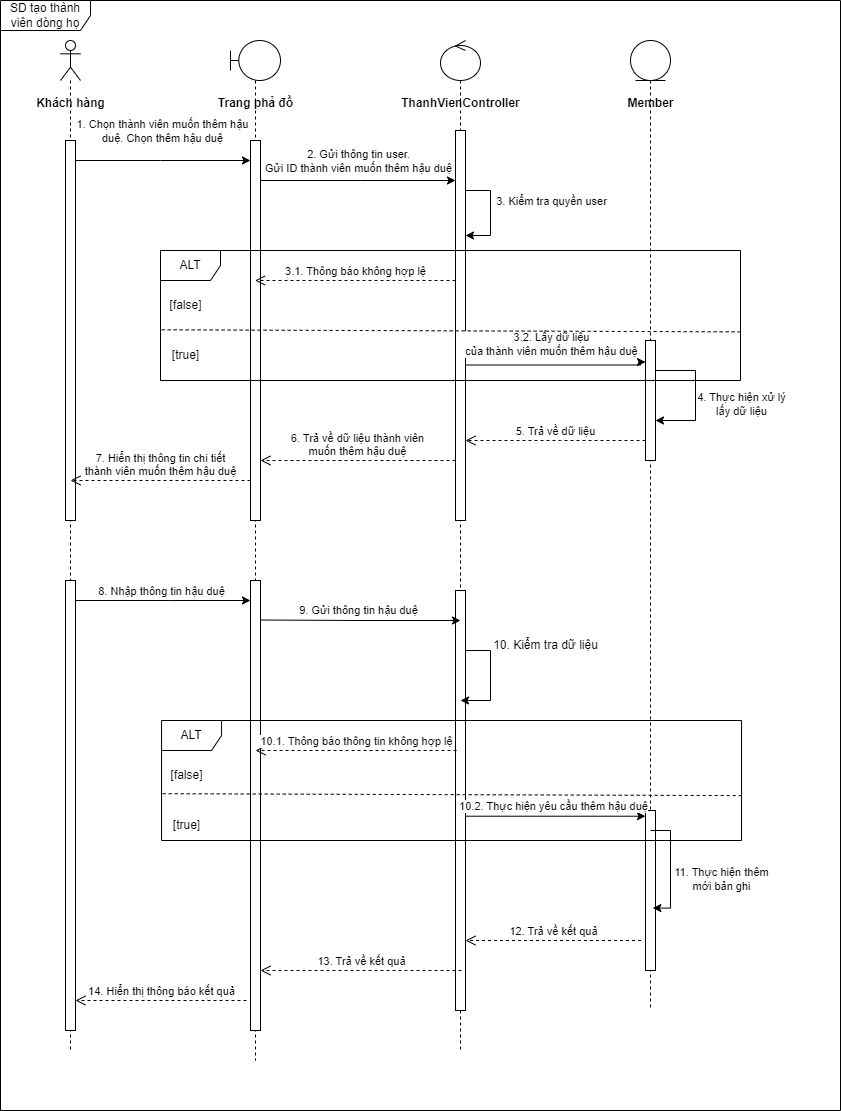 SD tạo thành
viên dòng họ
Khách hàng
Trang phả đồ
ThanhVienController
Member
1. Chọn thành viên muốn thêm hậu
duệ. Chọn thêm hậu duệ
2. Gửi thông tin user.
Gửi ID thành viên muốn thêm hậu duệ
3. Kiểm tra quyền user
ALT
3.1. Thông báo không hợp lệ
[false]
3.2. Lấy dữ liệu
của thành viên muốn thêm hậu duệ
[true]
4. Thực hiện xử lý
lấy dữ liệu
5. Trả về dữ liệu
6. Trả về dữ liệu thành viên
muốn thêm hậu duệ
7. Hiển thị thông tin chi tiết
thành viên muốn thêm hậu duệ
8. Nhập thông tin hậu duệ
9. Gửi thông tin hậu duệ
10. Kiểm tra dữ liệu
ALT
10.1. Thông báo thông tin không hợp lệ
[false]
10.2. Thực hiện yêu cầu thêm hậu duệ
[true]
11. Thực hiện thêm
mới bản ghi
12. Trả về kết quả
13. Trả về kết quả
14. Hiển thị thông báo kết quả